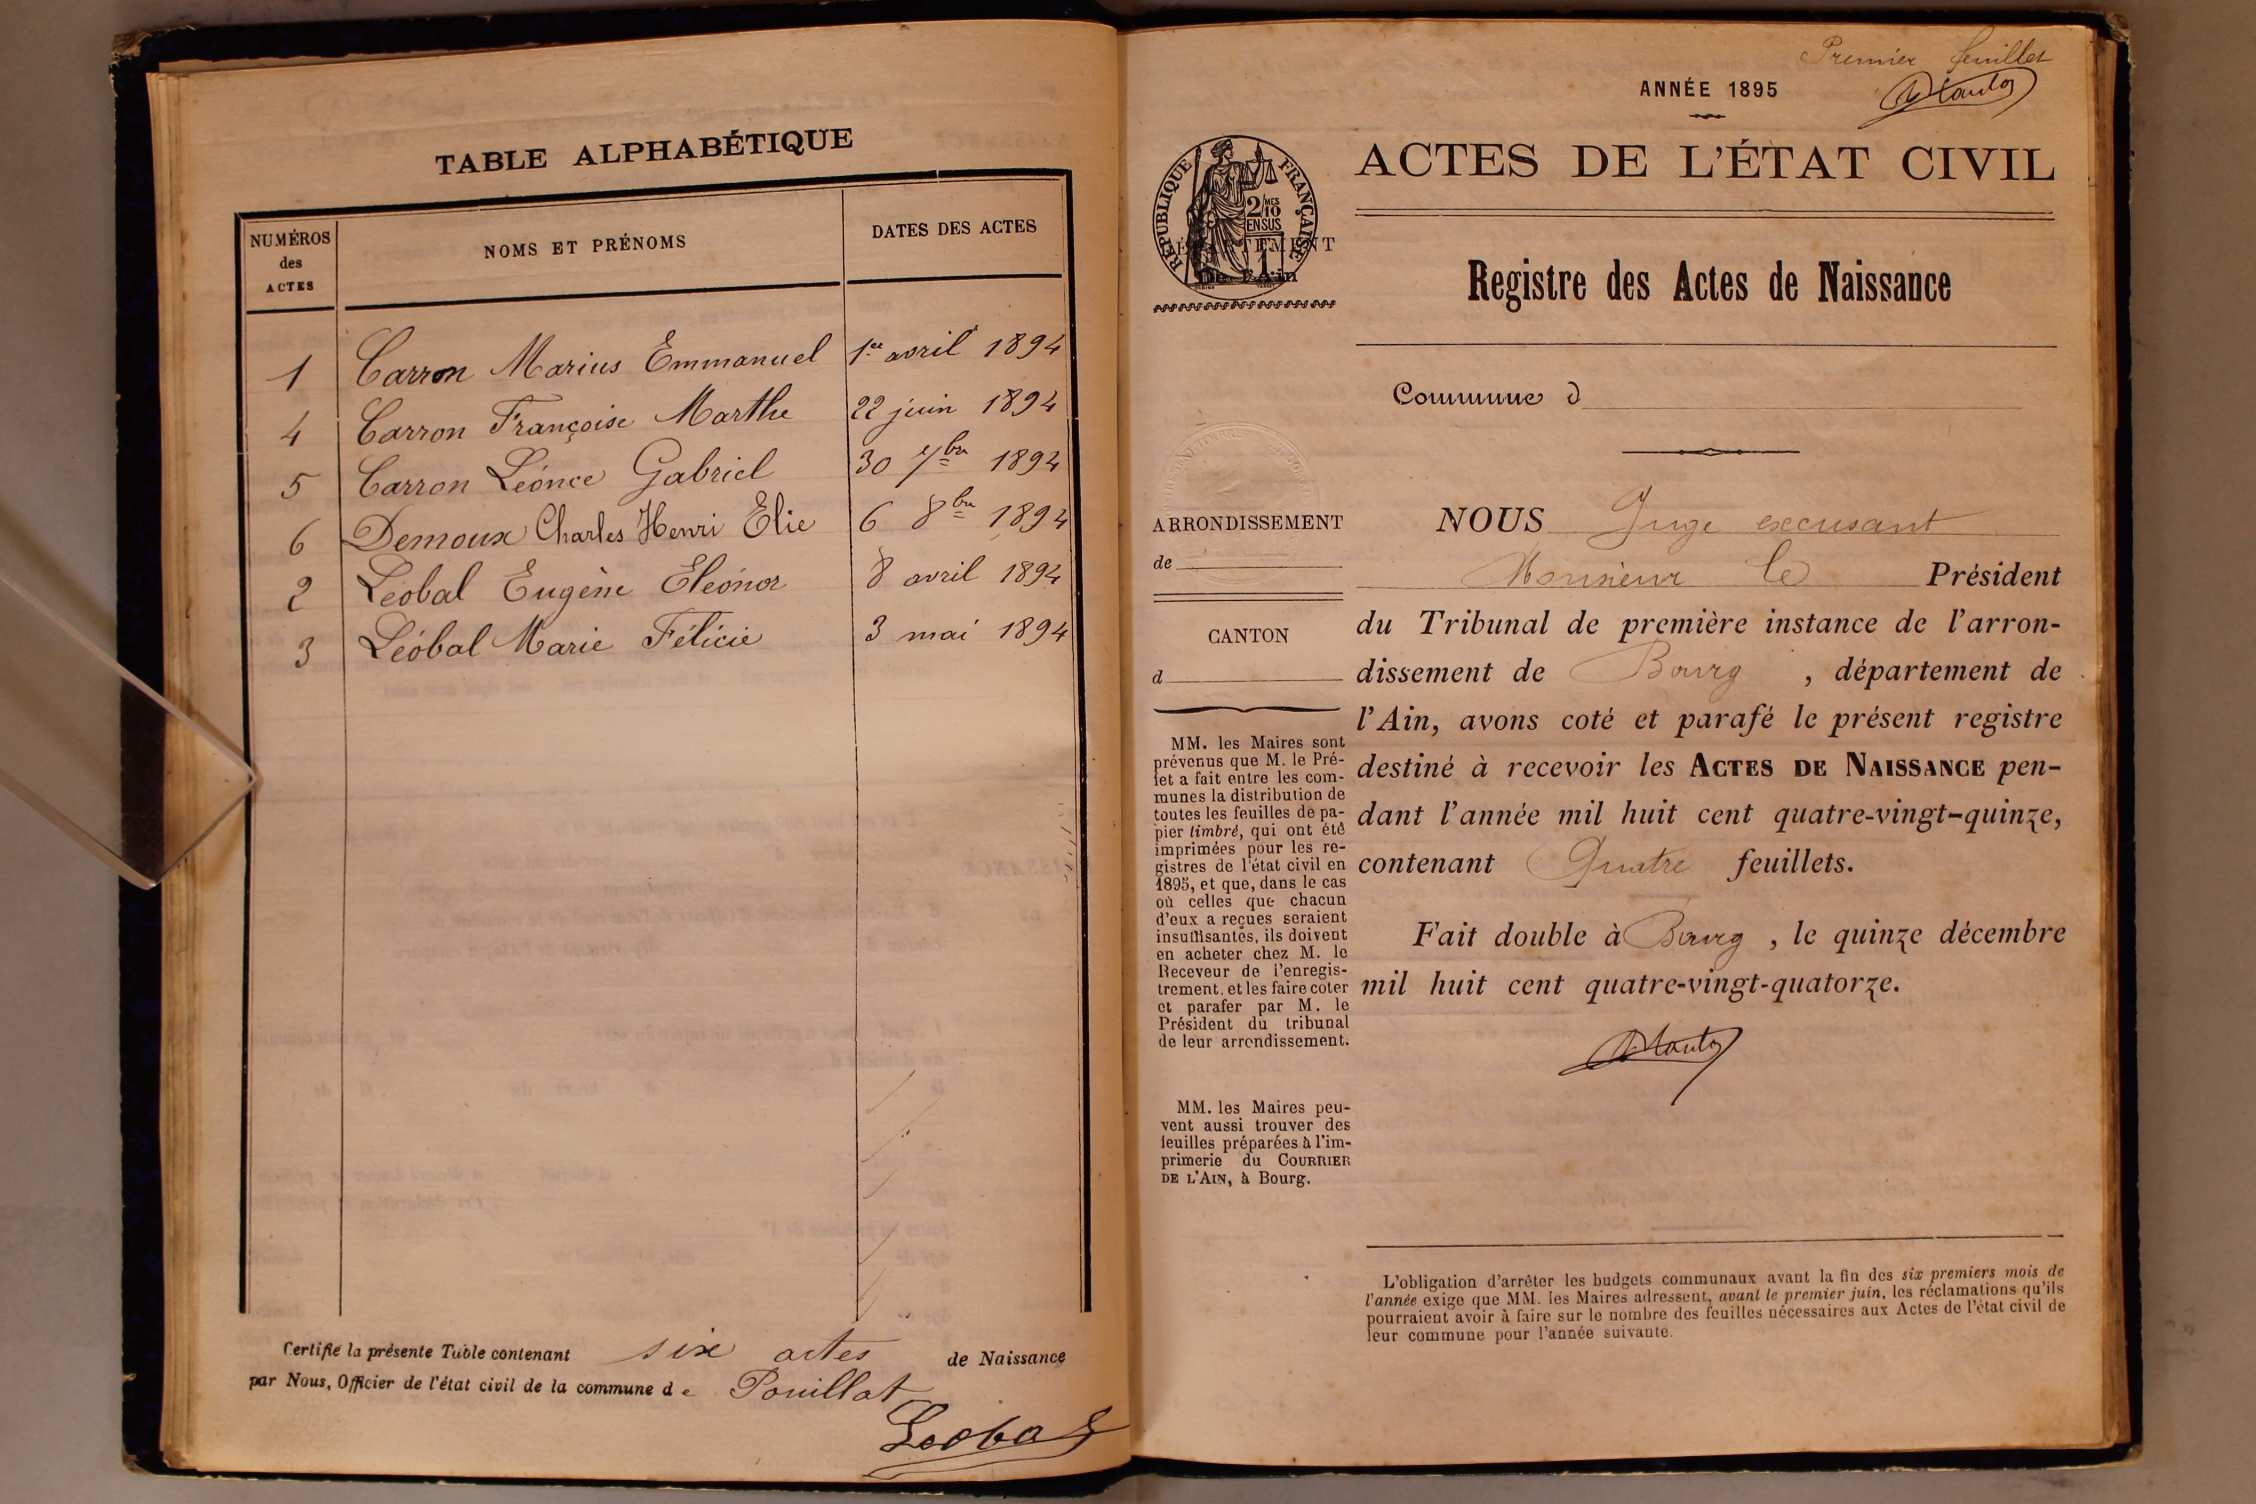 TABLE ALPHABÉTIQUE
NUMÉROS
des
ACTES
NOMS ET PRÉNOMS
DATES DES ACTES
1 Carron Marius Emmanuel 1er avril 1894
4 Carron Françoise Marthe 22 juin 1894
5 Carron Léonce Gabriel 30 7bre 1894
6 Demoux Charles Henri Elie 6 8bre 1894
2 Léobal Eugène Eléonor 8 avril 1894
3 Léobal Marie Félicie 3 mai 1894
Certifié la présente Table contenant six actes de Naissance
par Nous, Officier de l'état civil de la commune de Pouillat
Léobal
Premier feuillet
ANNÉE 1895
ACTES DE L'ÉTAT CIVIL
RÉPUBLIQUE FRANÇAISE
2/10 MES
EN SUS
1F
DÉPARTEMENT
De l'Ain
Registre des Actes de Naissance
Commune d
ARRONDISSEMENT
de
CANTON
d
MM. les Maires sont
prévenus que M. le Pré-
fet a fait entre les com-
munes la distribution de
toutes les feuilles de pa-
pier timbré, qui ont été
imprimées pour les re-
gistres de l'état civil en
1895, et que, dans le cas
où celles que chacun
d'eux a reçues seraient
insuffisantes, ils doivent
en acheter chez M. le
Receveur de l'enregis-
trement, et les faire coter
et parafer par M. le
Président du tribunal
de leur arrondissement.
MM. les Maires peu-
vent aussi trouver des
feuilles préparées à l'im-
primerie du COURRIER
DE L'AIN, à Bourg.
NOUS Juge excusant
Monsieur le Président
du Tribunal de première instance de l'arron-
dissement de Bourg, département de
l'Ain, avons coté et parafé le présent registre
destiné à recevoir les ACTES DE NAISSANCE pen-
dant l'année mil huit cent quatre-vingt-quinze,
contenant Quatre feuillets.
Fait double à Bourg, le quinze décembre
mil huit cent quatre-vingt-quatorze.
L'obligation d'arrêter les budgets communaux avant la fin des six premiers mois de
l'année exige que MM. les Maires adressent, avant le premier juin, les réclamations qu'ils
pourraient avoir à faire sur le nombre des feuilles nécessaires aux Actes de l'état civil de
leur commune pour l'année suivante.